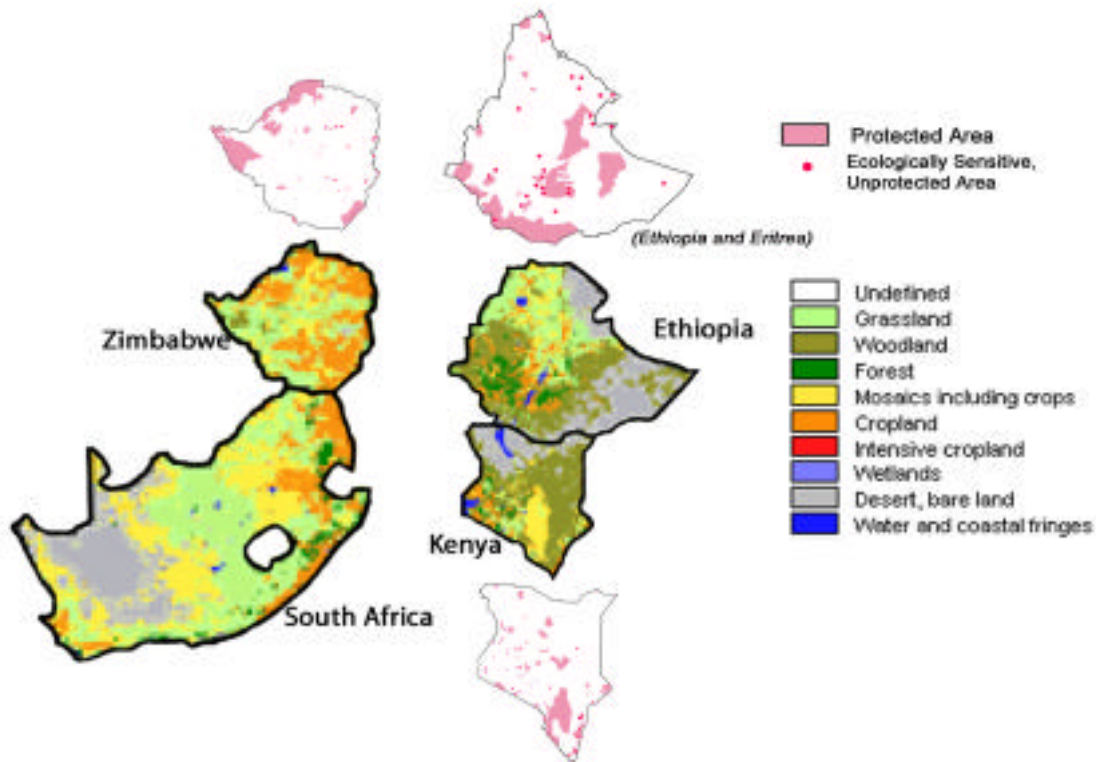 Protected Area
Ecologically Sensitive,
Unprotected Area
(Ethiopia and Eritrea)
Zimbabwe
Ethiopia
Kenya
South Africa
Undefined
Grassland
Woodland
Forest
Mosaics including crops
Cropland
Intensive cropland
Wetlands
Desert, bare land
Water and coastal fringes